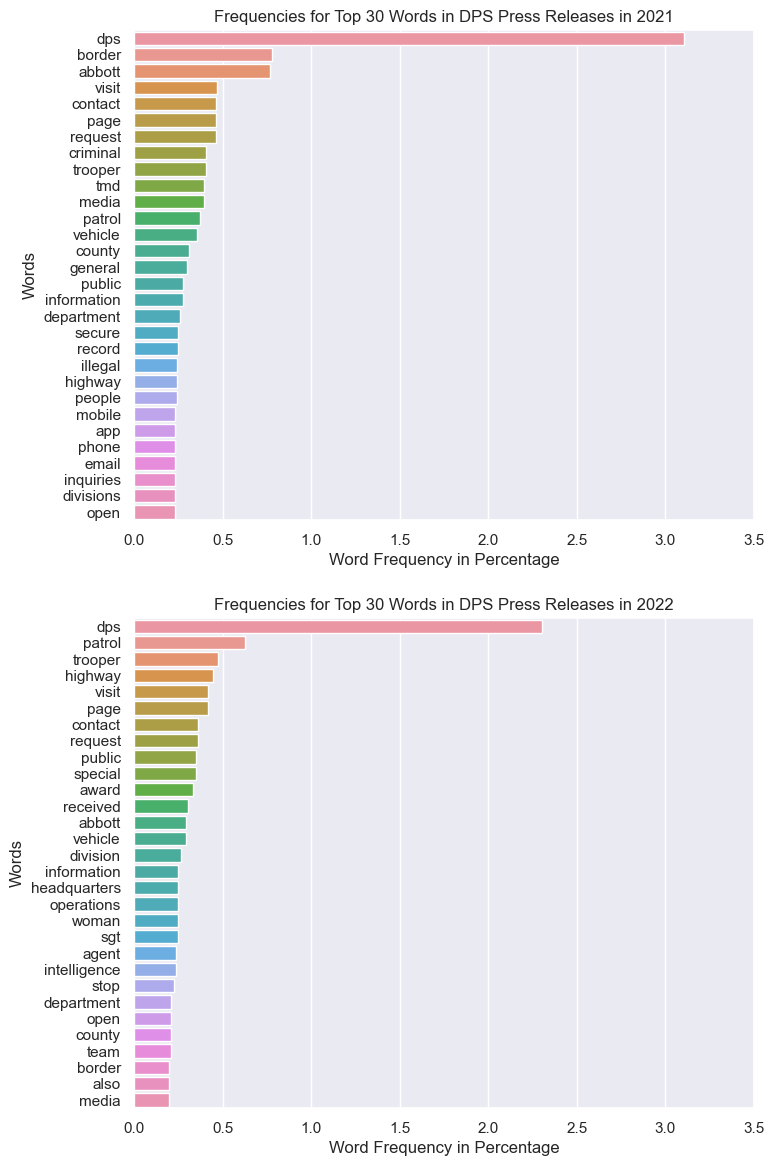 Frequencies for Top 30 Words in DPS Press Releases in 2021
dps
border
abbott
visit
contact
page
request
criminal
trooper
tmd
media
patrol
vehicle
county
general
public
information
department
secure
record
illegal
highway
people
mobile
app
phone
email
inquiries
divisions
open
Words
0.0 0.5 1.0 1.5 2.0 2.5 3.0 3.5
Word Frequency in Percentage
Frequencies for Top 30 Words in DPS Press Releases in 2022
dps
patrol
trooper
highway
visit
page
contact
request
public
special
award
received
abbott
vehicle
division
information
headquarters
operations
woman
sgt
agent
intelligence
stop
department
open
county
team
border
also
media
Words
0.0 0.5 1.0 1.5 2.0 2.5 3.0 3.5
Word Frequency in Percentage